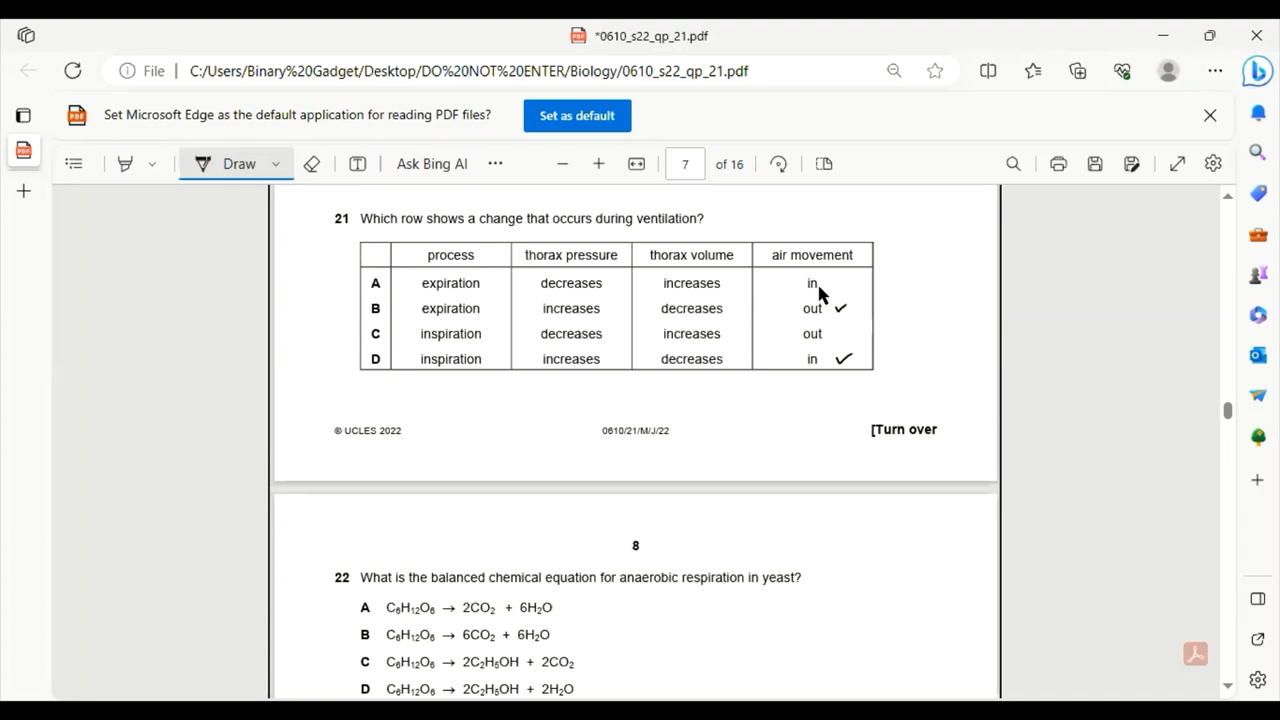 *0610_s22_qp_21.pdf
File
C:/Users/Binary%20Gadget/Desktop/DO%20NOT%20ENTER/Biology/0610_s22_qp_21.pdf
Set Microsoft Edge as the default application for reading PDF files?
Set as default
Draw
Ask Bing AI
7 of 16
21 Which row shows a change that occurs during ventilation?
process thorax pressure thorax volume air movement
A expiration decreases increases in
B expiration increases decreases out ✓
C inspiration decreases increases out
D inspiration increases decreases in ✓
© UCLES 2022 0610/21/M/J/22 [Turn over
8
22 What is the balanced chemical equation for anaerobic respiration in yeast?
A C₆H₁₂O₆ → 2CO₂ + 6H₂O
B C₆H₁₂O₆ → 6CO₂ + 6H₂O
C C₆H₁₂O₆ → 2C₂H₅OH + 2CO₂
D C₆H₁₂O₆ → 2C₂H₅OH + 2H₂O